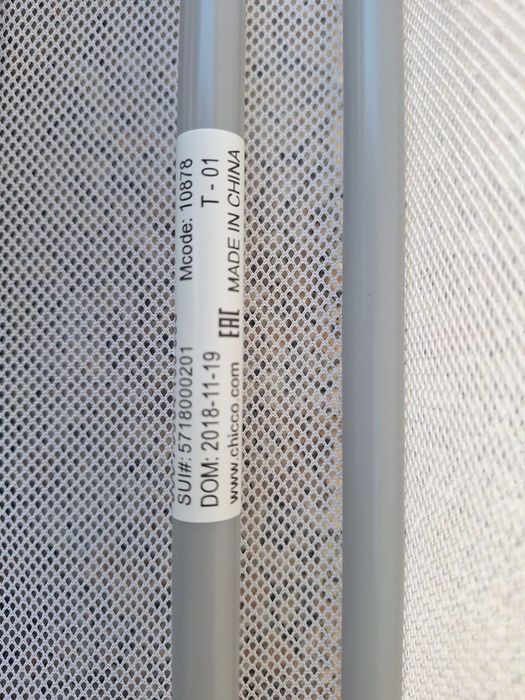 SUI#: 5718000201 Mcode: 10878
DOM: 2018-11-19 T - 01
www.chicco.com EAC MADE IN CHINA